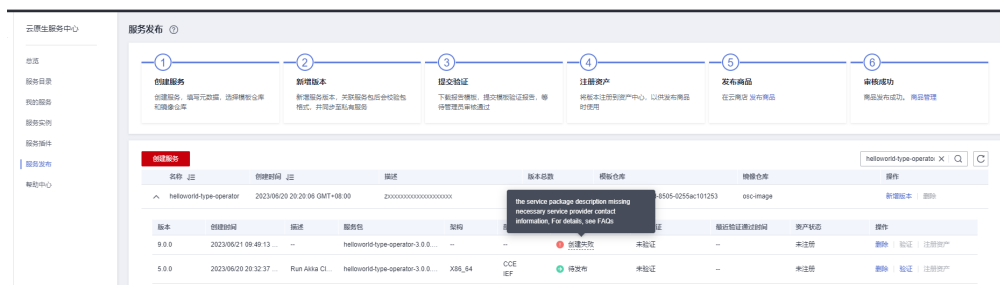 云原生服务中心
服务发布
总览
服务目录
我的服务
服务实例
服务插件
服务发布
帮助中心
1
创建服务
创建服务，填写元数据，选择模板仓库
和镜像仓库
2
新增版本
新增服务版本，关联服务包后会校验包
格式，并同步至私有服务
3
提交验证
下载报告模板，提交模板验证报告，等
待管理员审核通过
4
注册资产
将版本注册到资产中心，以供发布商品
时使用
5
发布商品
在云商店 发布商品
6
审核成功
商品发布成功。 商品管理
创建服务
helloworld-type-operator
名称 创建时间 描述 版本总数 模板仓库 镜像仓库 操作
helloworld-type-operator 2023/06/20 20:20:06 GMT+08:00 -8505-0255ac101253 osc-image 新增版本 删除
the service package description missing
necessary service provider contact
information, For details, see FAQs
版本 创建时间 描述 服务包 架构 最近验证通过时间 资产状态 操作
9.0.0 2023/06/21 09:49:13 ... -- helloworld-type-operator-3.0.0.... -- -- 创建失败 未验证 -- 未注册 删除 验证 注册资产
5.0.0 2023/06/20 20:32:37 ... Run Akka Cl... helloworld-type-operator-3.0.0.... X86_64 CCE 待发布 未验证 -- 未注册 删除 验证 注册资产
IEF